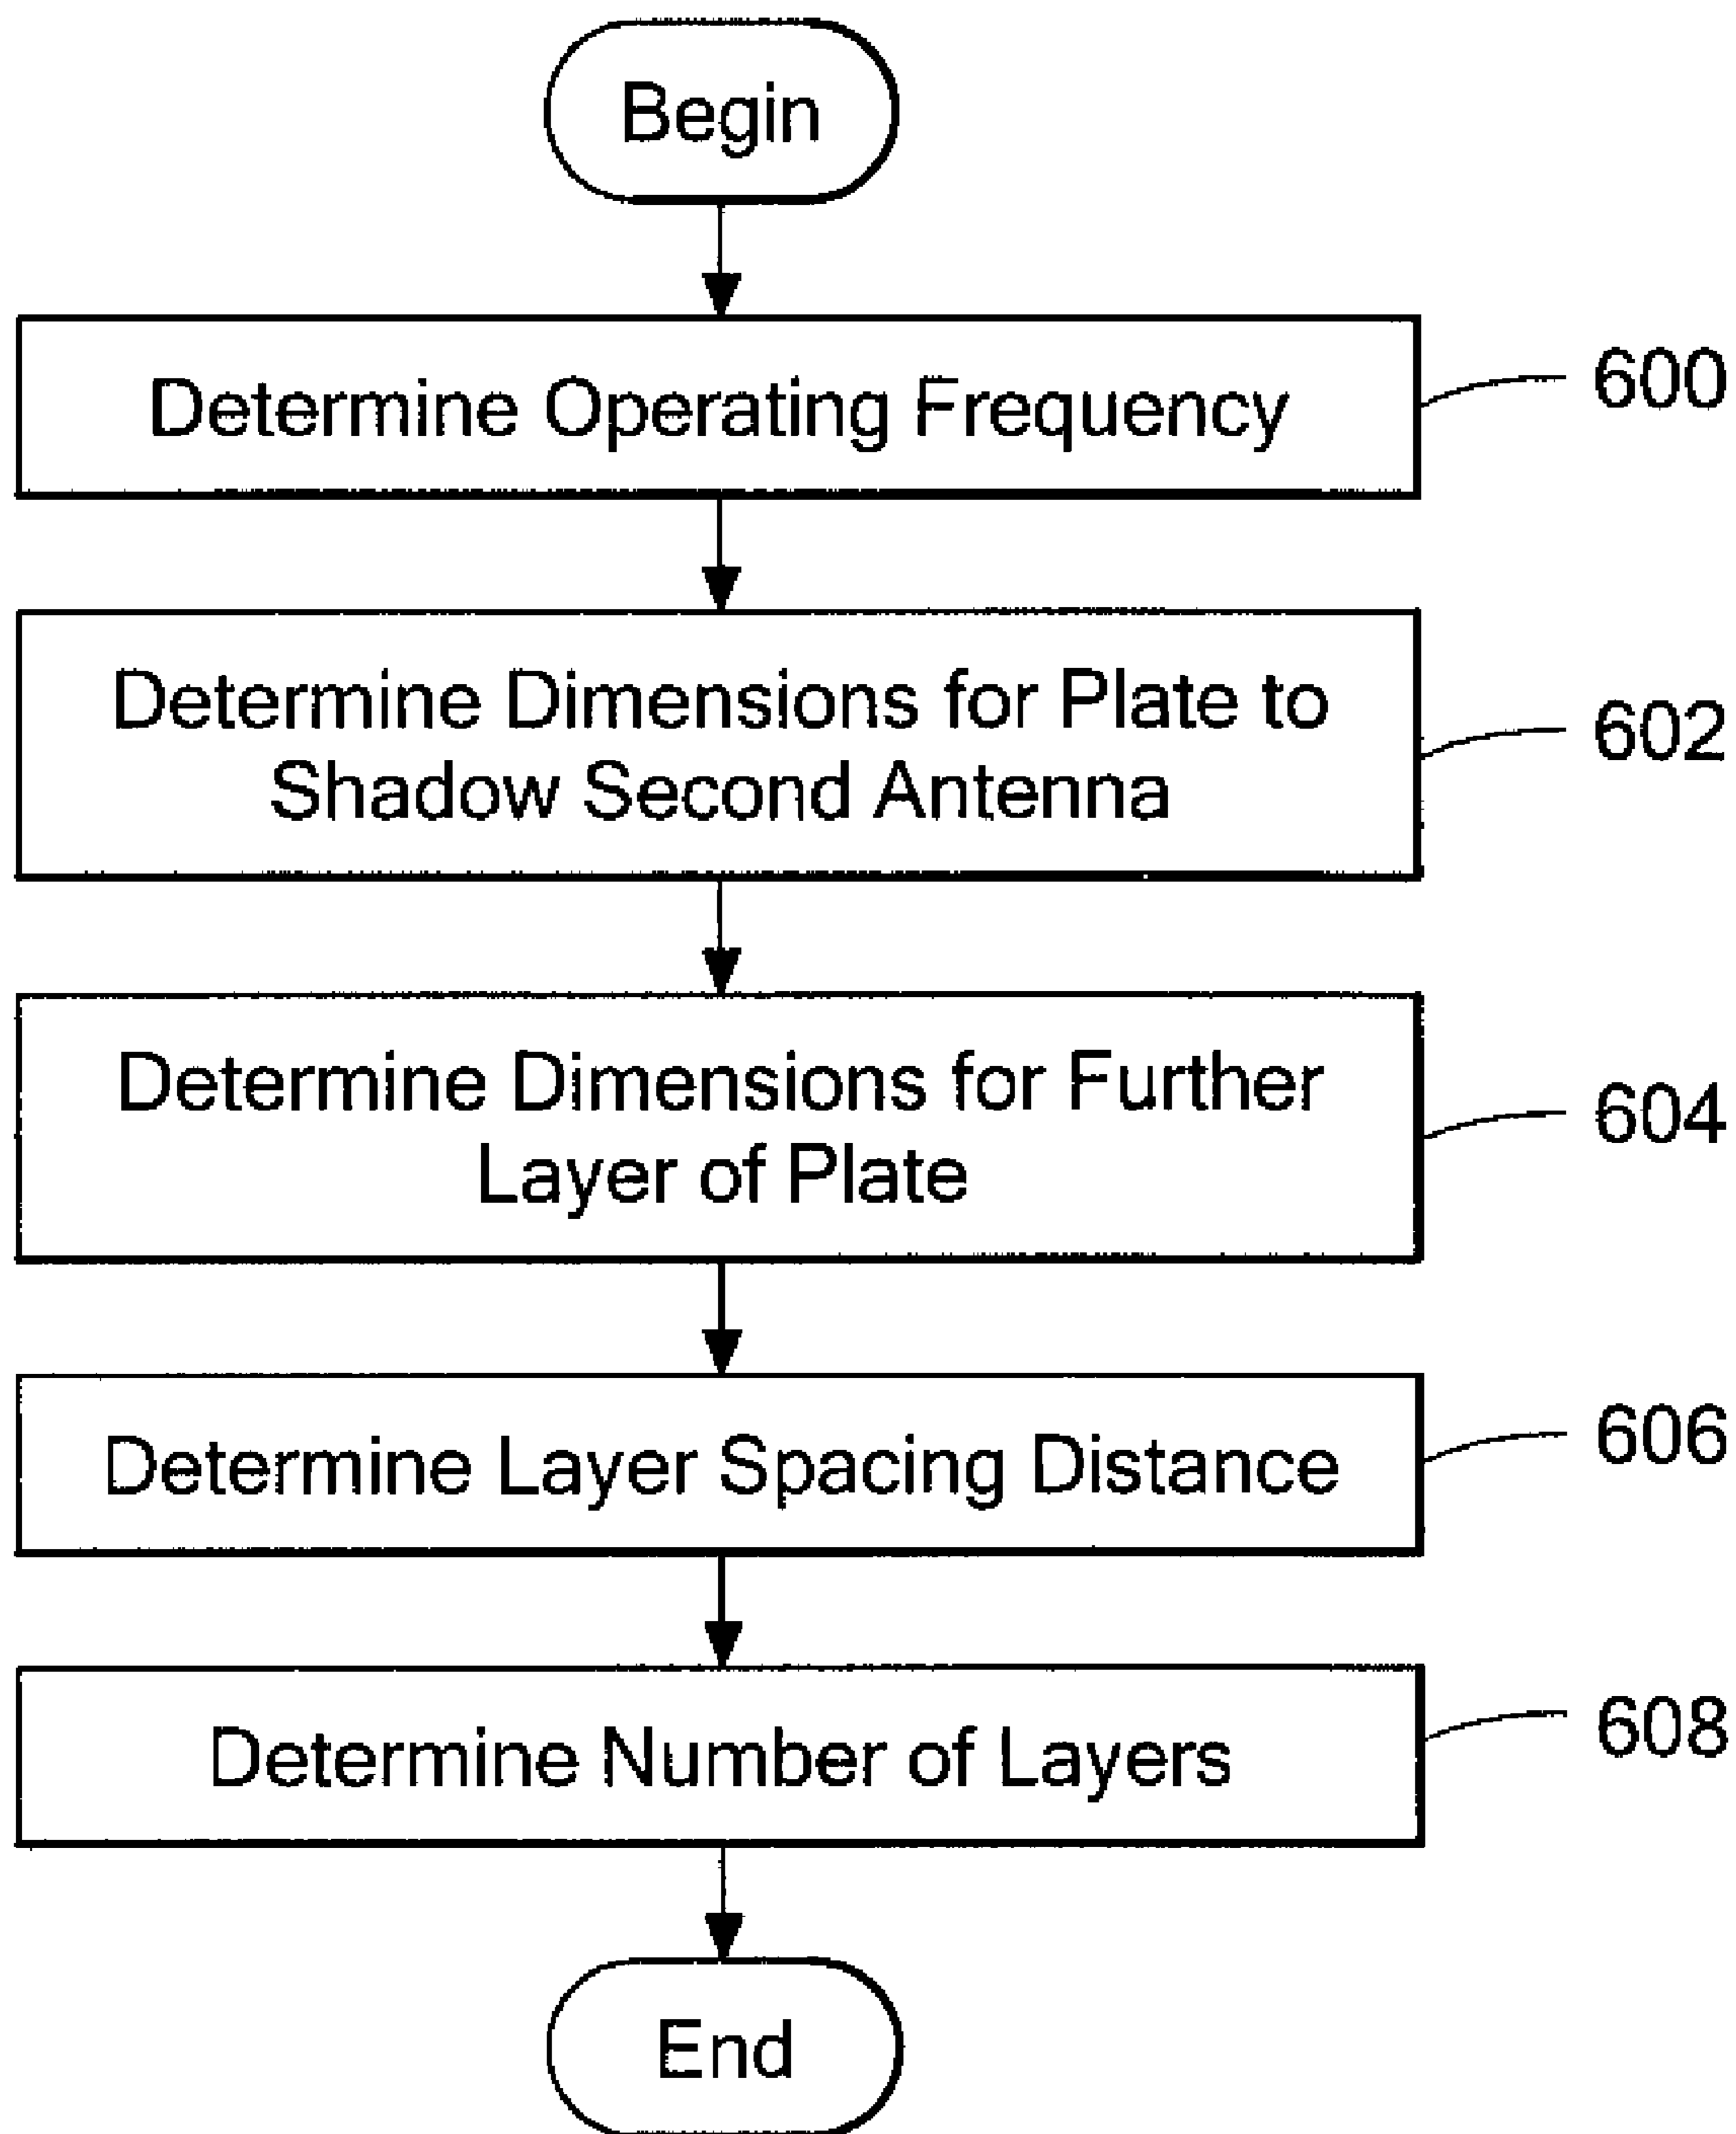 Begin
Determine Operating Frequency
600
Determine Dimensions for Plate to
Shadow Second Antenna
602
Determine Dimensions for Further
Layer of Plate
604
Determine Layer Spacing Distance
606
Determine Number of Layers
608
End